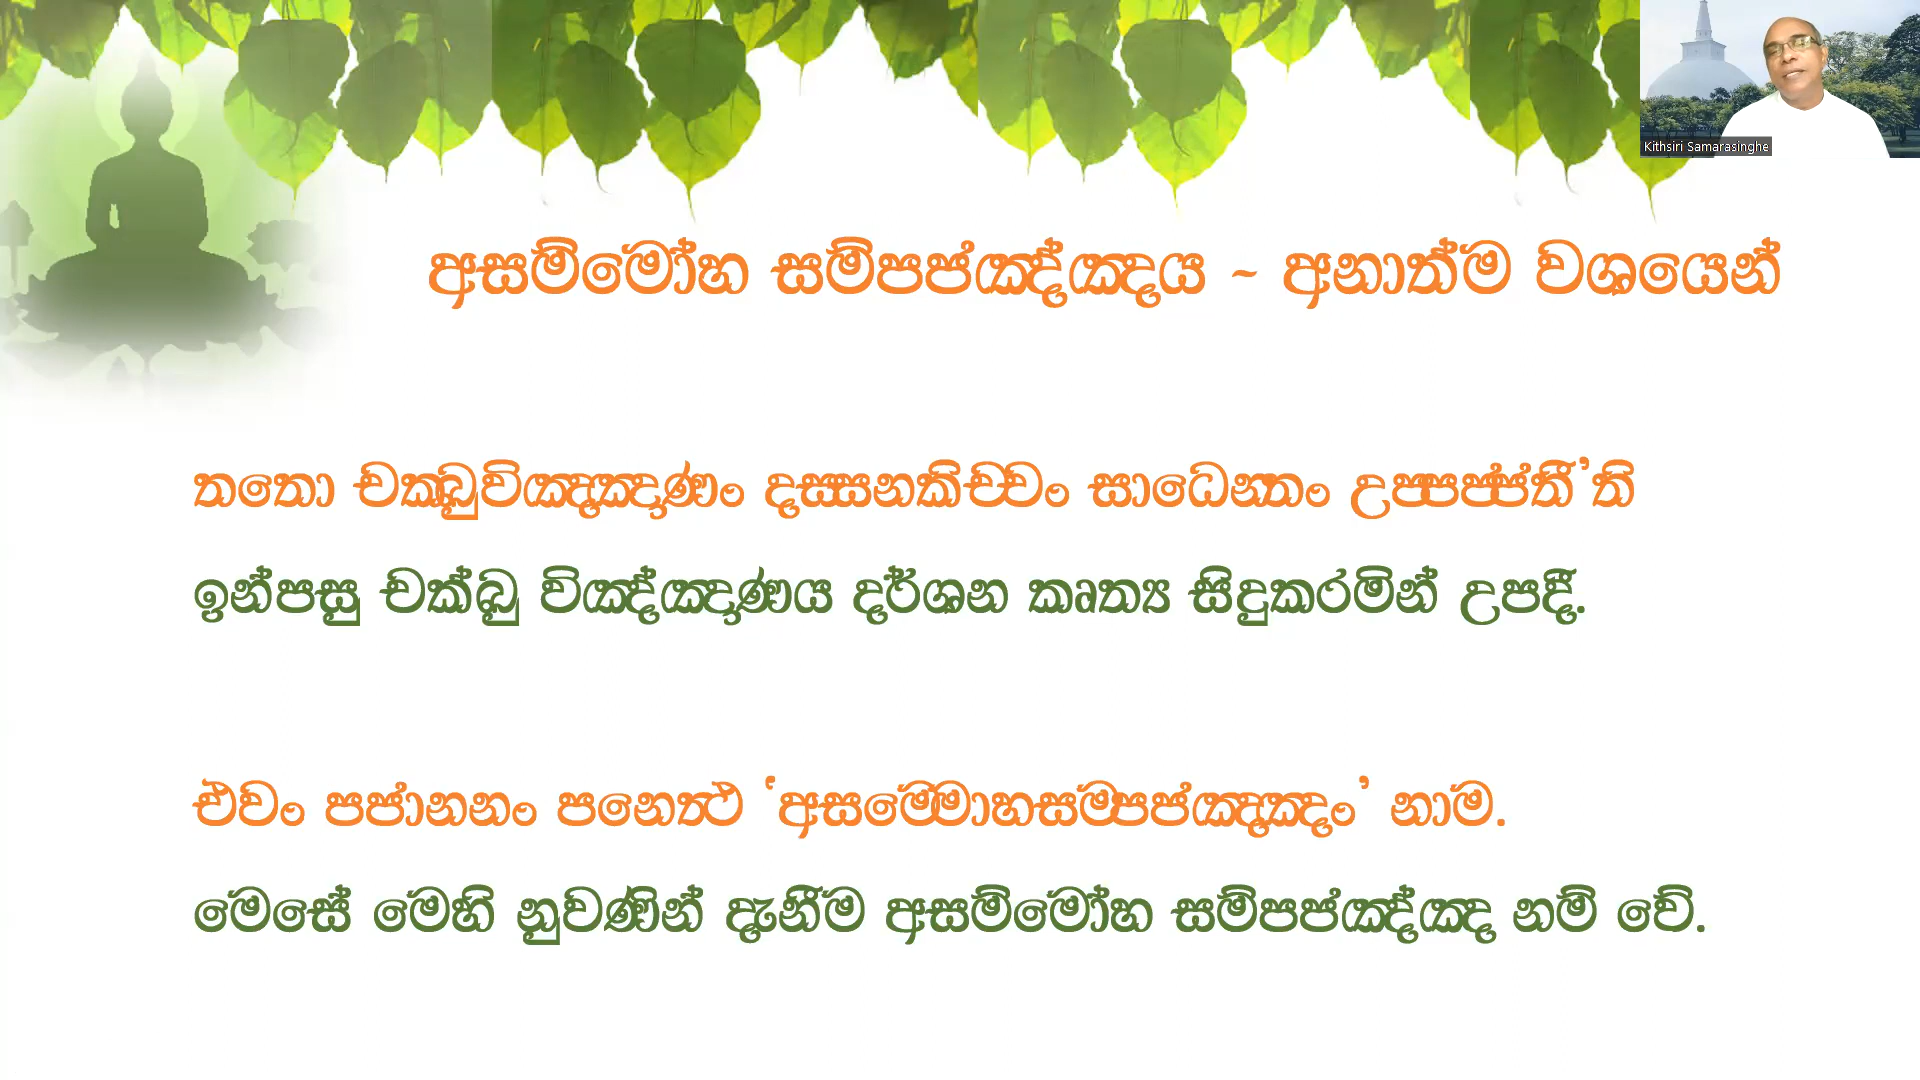 Kithsiri Samarasinghe
අසම්මෝහ සම්පජඤ්ඤය ~ අනාත්ම වශයෙන්
තතො චක්‍ඛුවිඤ්‍ඤාණං දස්‍සනකිච්‍චං සාධෙන්‍තං උප්‍පජ්‍ජතී’ති
ඉන්පසු චක්ඛු විඤ්ඤාණය දර්ශන කෘත්‍ය සිදුකරමින් උපදී.
එවං පජානනං පනෙත්‍ථ ‘අසම්‍මොහසම්‍පජඤ්‍ඤං’ නාම.
මෙසේ මෙහි නුවණින් දැනීම අසම්මෝහ සම්පජඤ්ඤ නම් වේ.